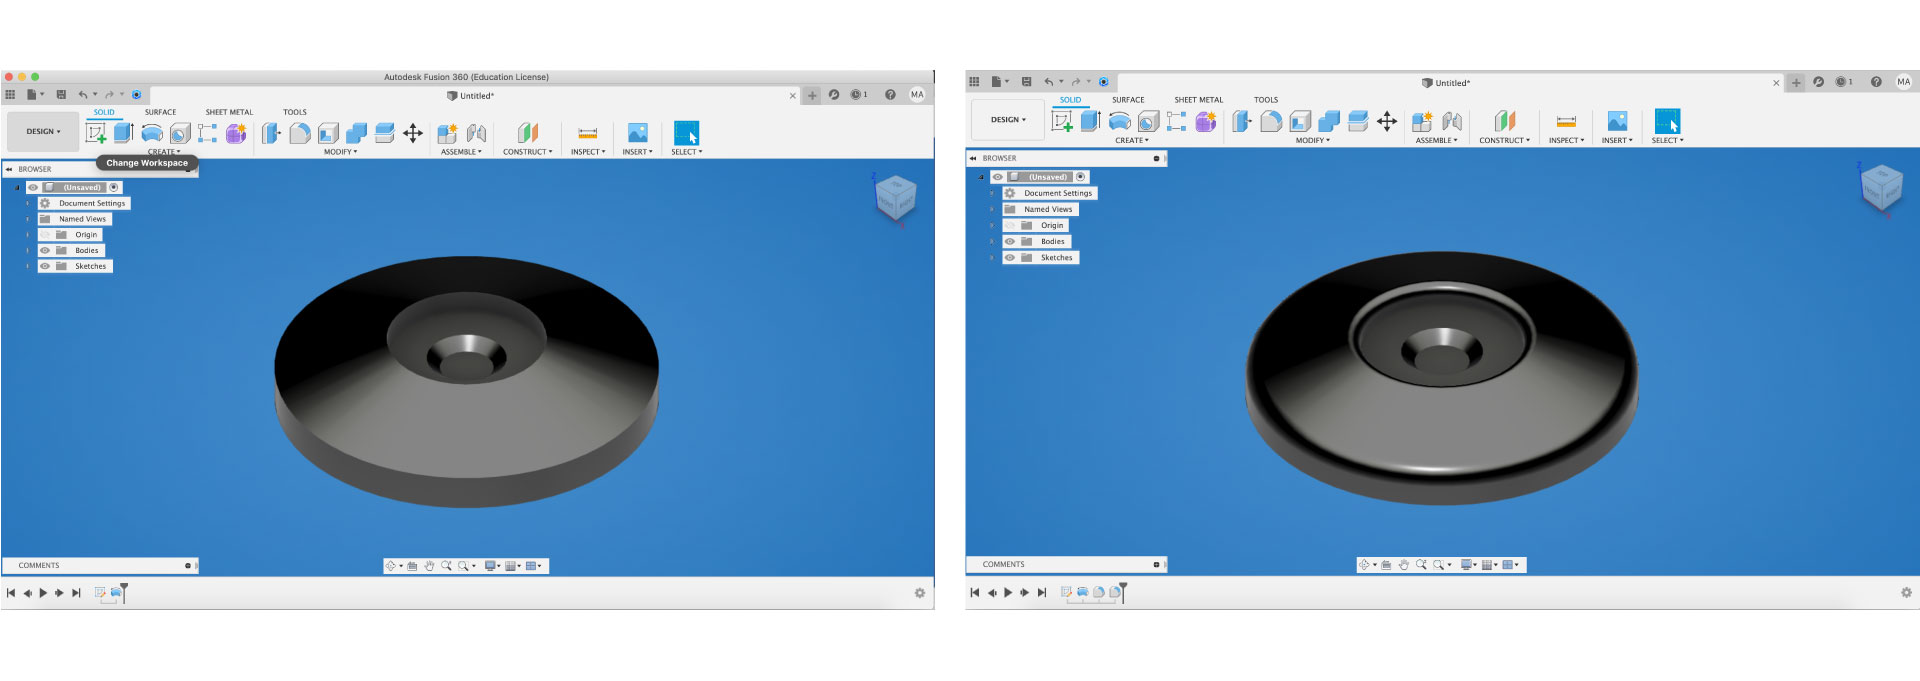 Autodesk Fusion 360 (Education License)
Untitled*
1
MA
SOLID SURFACE SHEET METAL TOOLS
DESIGN
CREATE MODIFY ASSEMBLE CONSTRUCT INSPECT INSERT SELECT
Change Workspace
BROWSER
(Unsaved)
Document Settings
Named Views
Origin
Bodies
Sketches
COMMENTS
Untitled*
1
MA
SOLID SURFACE SHEET METAL TOOLS
DESIGN
CREATE MODIFY ASSEMBLE CONSTRUCT INSPECT INSERT SELECT
BROWSER
(Unsaved)
Document Settings
Named Views
Origin
Bodies
Sketches
COMMENTS